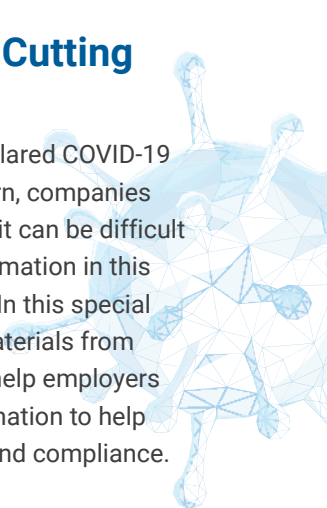 Cutting
lared COVID-19
rn, companies
it can be difficult
mation in this
In this special
aterials from
help employers
nation to help
nd compliance.